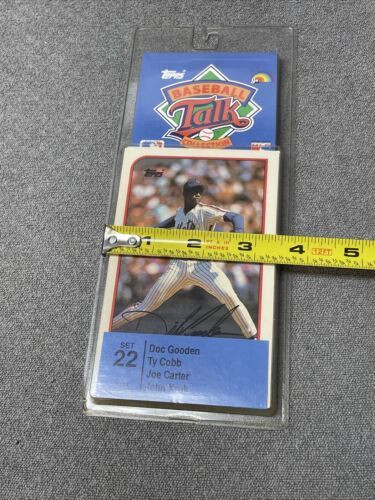 Topps
BASEBALL
Talk
COLLECTION
Topps
1 2 3 4 5
INCHES
12FT
SET
22
Doc Gooden
Ty Cobb
Joe Carter